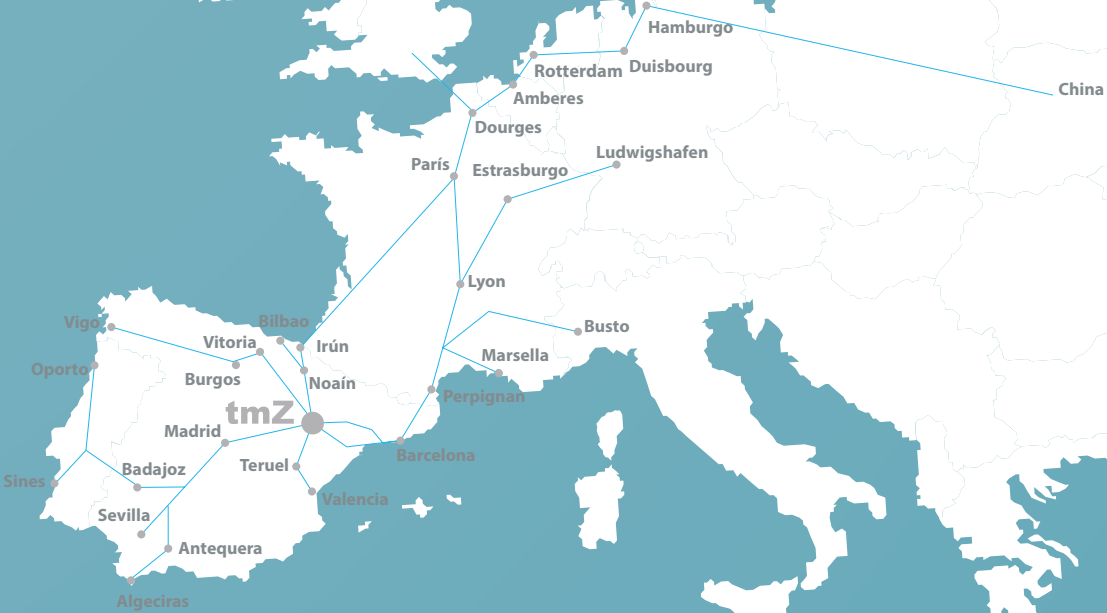 Hamburgo
Rotterdam
Duisbourg
China
Amberes
Dourges
París
Estrasburgo
Ludwigshafen
Lyon
Vigo
Bilbao
Busto
Vitoria
Irún
Marsella
Oporto
Burgos
Noaín
Perpignan
tmZ
Madrid
Barcelona
Teruel
Badajoz
Sines
Valencia
Sevilla
Antequera
Algeciras